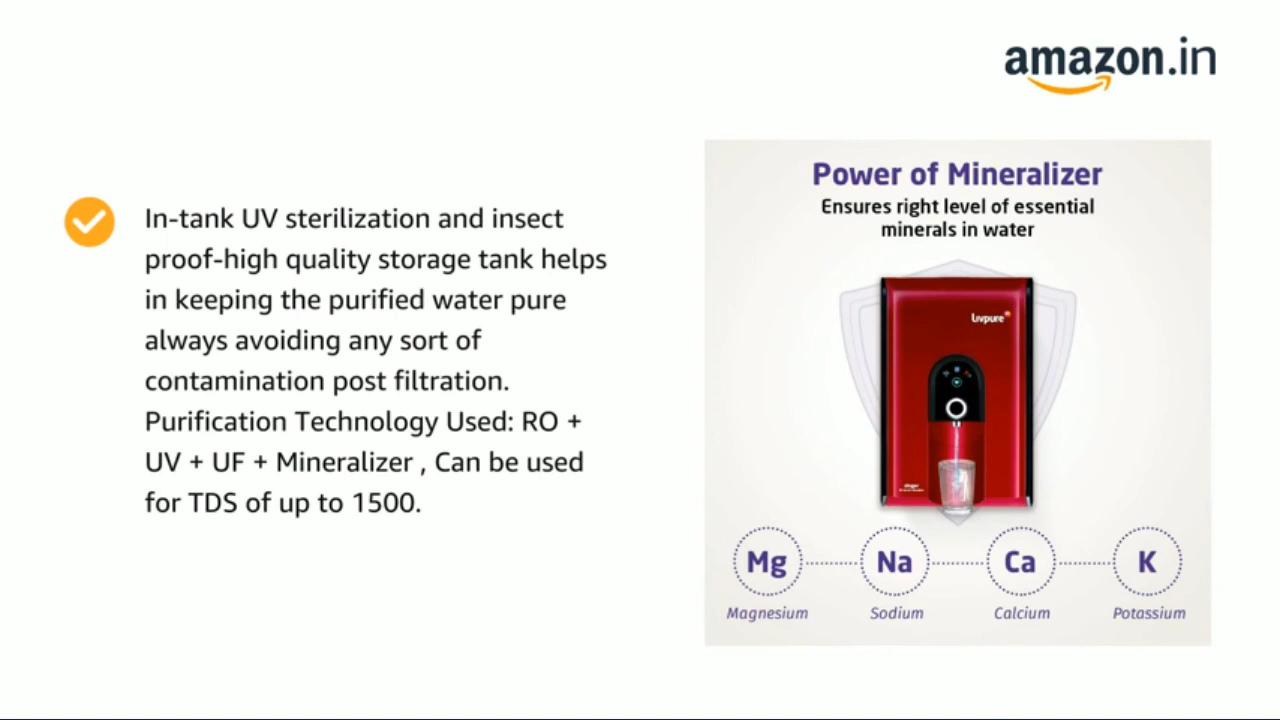 amazon.in
In-tank UV sterilization and insect
proof-high quality storage tank helps
in keeping the purified water pure
always avoiding any sort of
contamination post filtration.
Purification Technology Used: RO +
UV + UF + Mineralizer , Can be used
for TDS of up to 1500.
Power of Mineralizer
Ensures right level of essential
minerals in water
Livpure
Mg Na Ca K
Magnesium Sodium Calcium Potassium